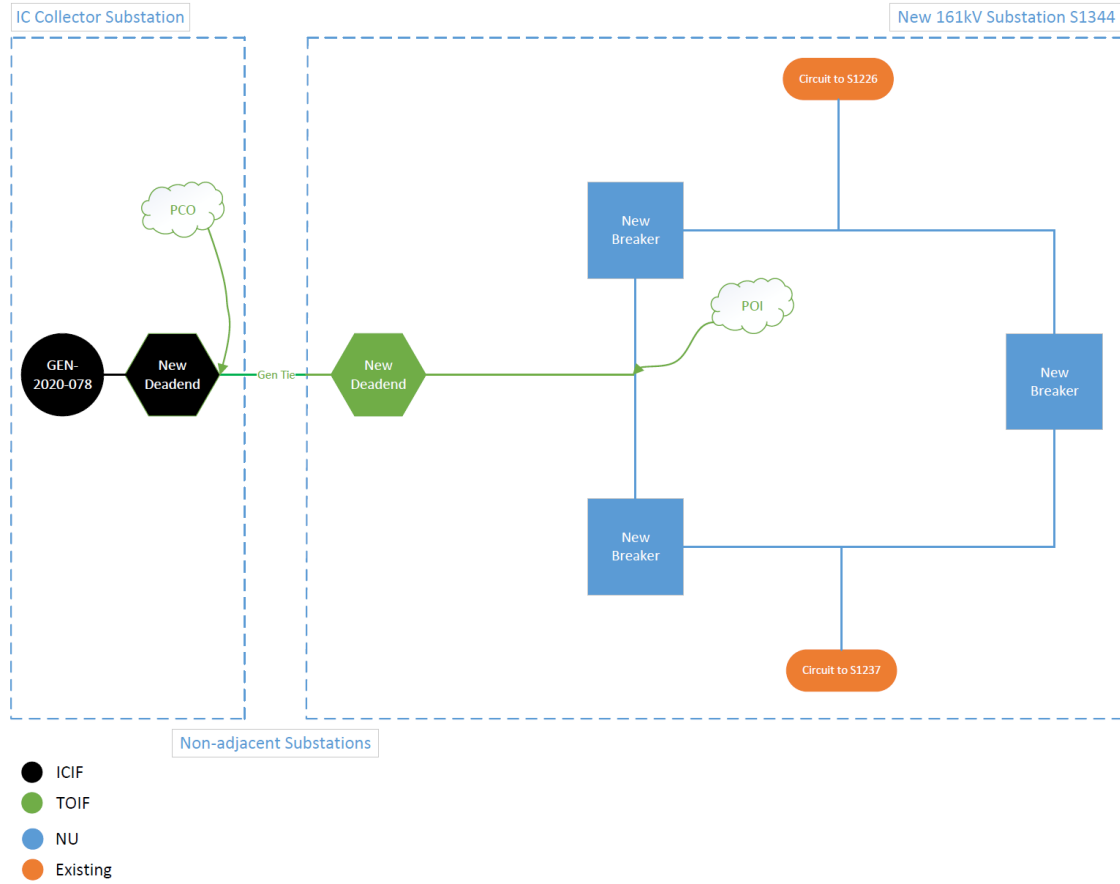 IC Collector Substation
New 161kV Substation S1344
Circuit to S1226
PCO
New
Breaker
POI
GEN-
2020-078
New
Deadend
Gen Tie
New
Deadend
New
Breaker
New
Breaker
Circuit to S1237
Non-adjacent Substations
ICIF
TOIF
NU
Existing